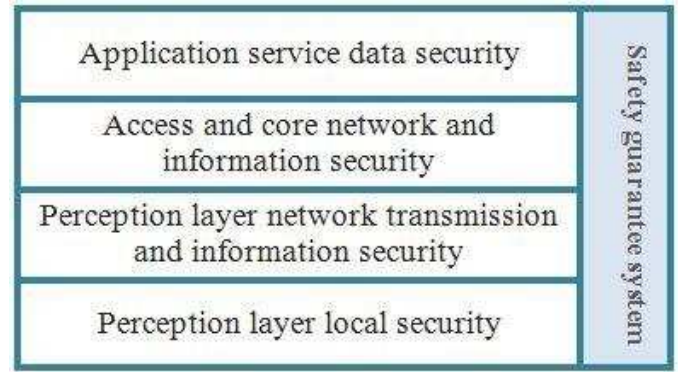 Application service data security
Access and core network and
information security
Perception layer network transmission
and information security
Perception layer local security
Safety guarantee system